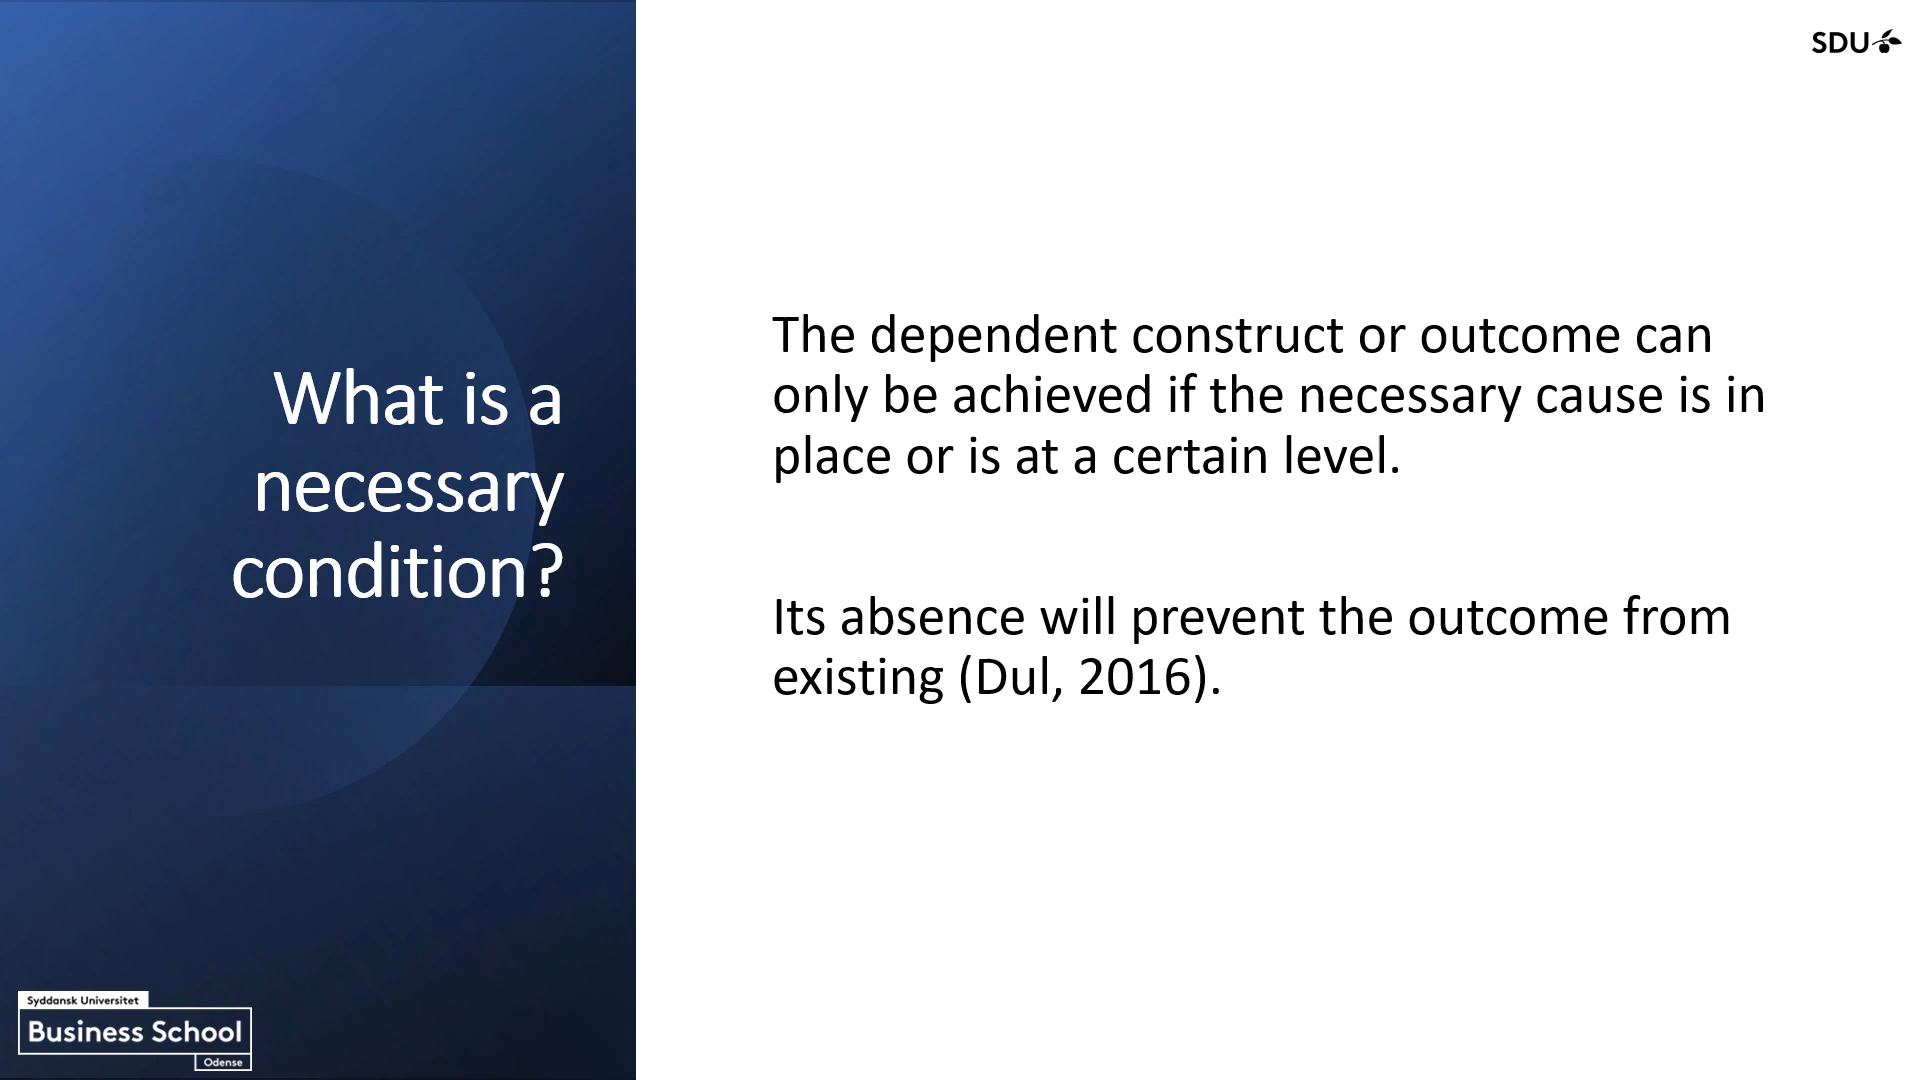 SDU
What is a
necessary
condition?
The dependent construct or outcome can
only be achieved if the necessary cause is in
place or is at a certain level.
Its absence will prevent the outcome from
existing (Dul, 2016).
Syddansk Universitet
Business School
Odense